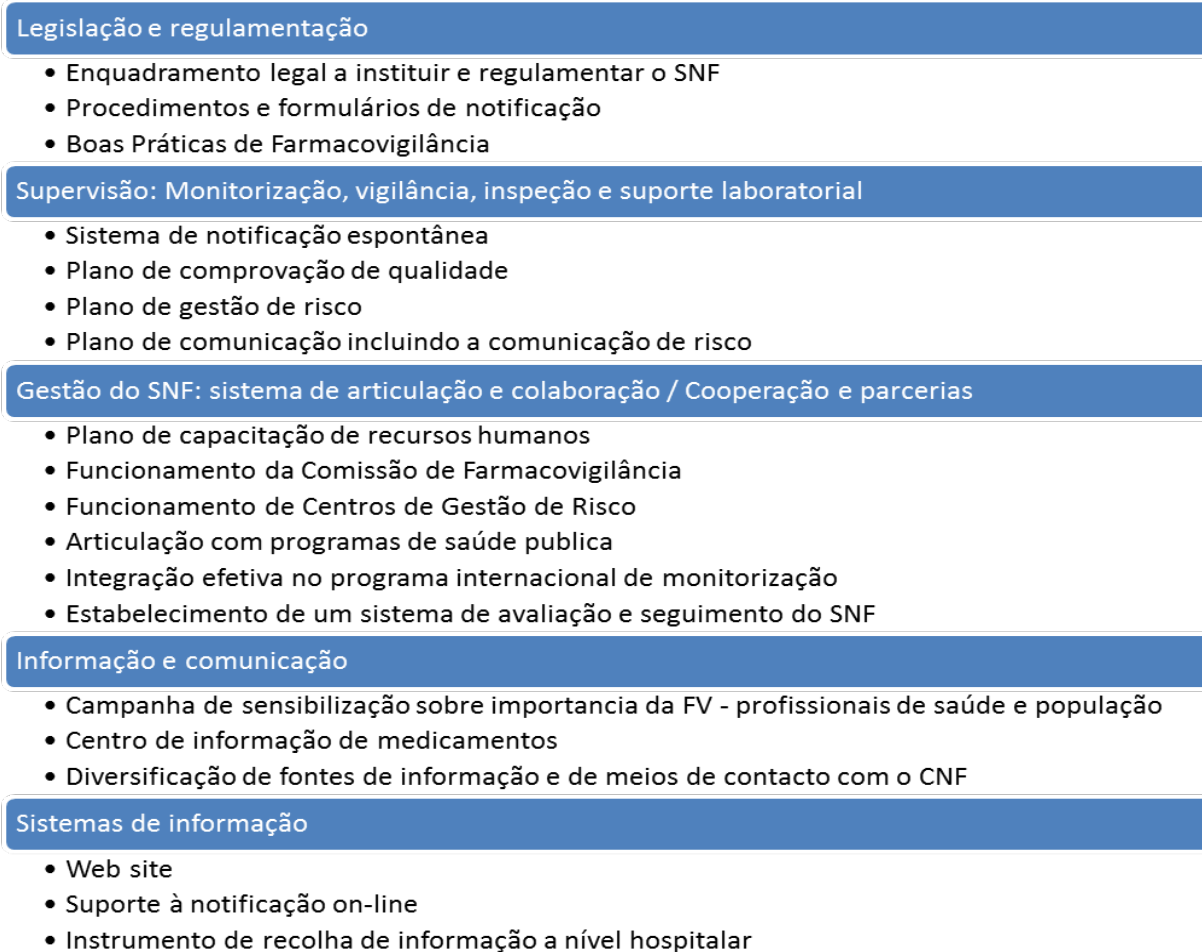 Legislação e regulamentação
• Enquadramento legal a instituir e regulamentar o SNF
• Procedimentos e formulários de notificação
• Boas Práticas de Farmacovigilância
Supervisão: Monitorização, vigilância, inspeção e suporte laboratorial
• Sistema de notificação espontânea
• Plano de comprovação de qualidade
• Plano de gestão de risco
• Plano de comunicação incluindo a comunicação de risco
Gestão do SNF: sistema de articulação e colaboração / Cooperação e parcerias
• Plano de capacitação de recursos humanos
• Funcionamento da Comissão de Farmacovigilância
• Funcionamento de Centros de Gestão de Risco
• Articulação com programas de saúde publica
• Integração efetiva no programa internacional de monitorização
• Estabelecimento de um sistema de avaliação e seguimento do SNF
Informação e comunicação
• Campanha de sensibilização sobre importancia da FV - profissionais de saúde e população
• Centro de informação de medicamentos
• Diversificação de fontes de informação e de meios de contacto com o CNF
Sistemas de informação
• Web site
• Suporte à notificação on-line
• Instrumento de recolha de informação a nível hospitalar